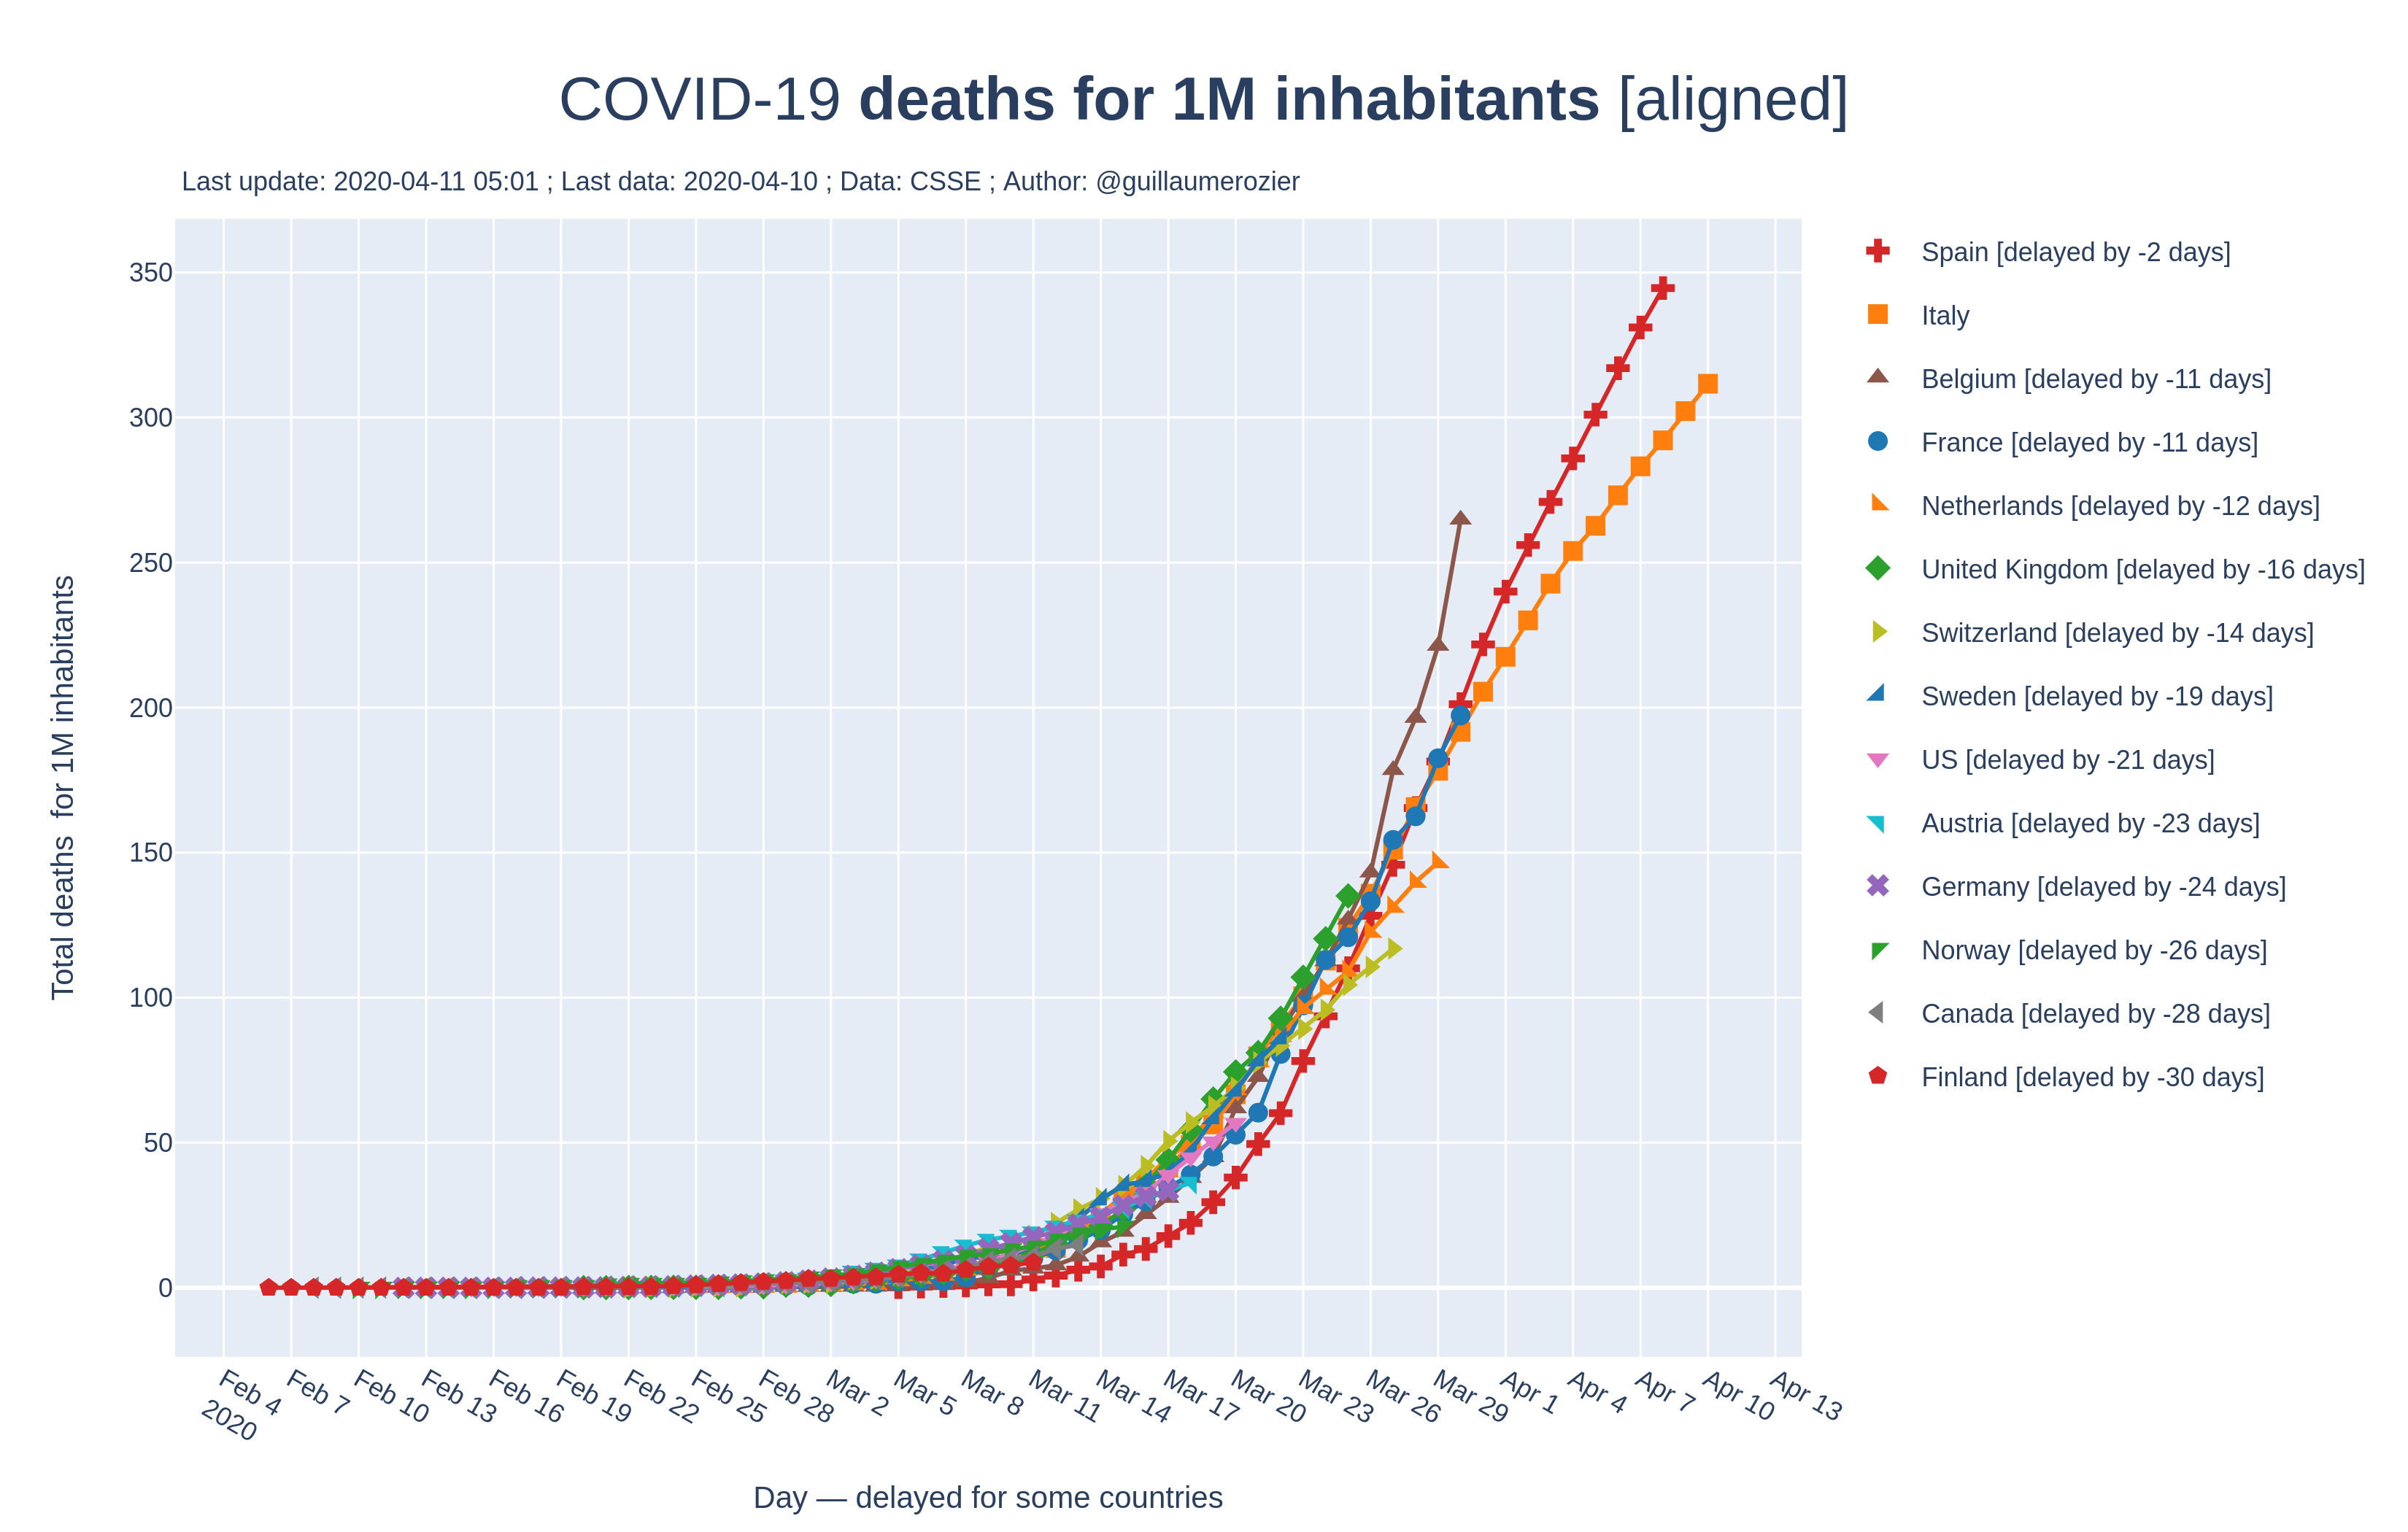 COVID-19 deaths for 1M inhabitants [aligned]
Last update: 2020-04-11 05:01 ; Last data: 2020-04-10 ; Data: CSSE ; Author: @guillaumerozier
Total deaths for 1M inhabitants
350
300
250
200
150
100
50
0
Feb 4
2020
Feb 7
Feb 10
Feb 13
Feb 16
Feb 19
Feb 22
Feb 25
Feb 28
Mar 2
Mar 5
Mar 8
Mar 11
Mar 14
Mar 17
Mar 20
Mar 23
Mar 26
Mar 29
Apr 1
Apr 4
Apr 7
Apr 10
Apr 13
Day — delayed for some countries
Spain [delayed by -2 days]
Italy
Belgium [delayed by -11 days]
France [delayed by -11 days]
Netherlands [delayed by -12 days]
United Kingdom [delayed by -16 days]
Switzerland [delayed by -14 days]
Sweden [delayed by -19 days]
US [delayed by -21 days]
Austria [delayed by -23 days]
Germany [delayed by -24 days]
Norway [delayed by -26 days]
Canada [delayed by -28 days]
Finland [delayed by -30 days]